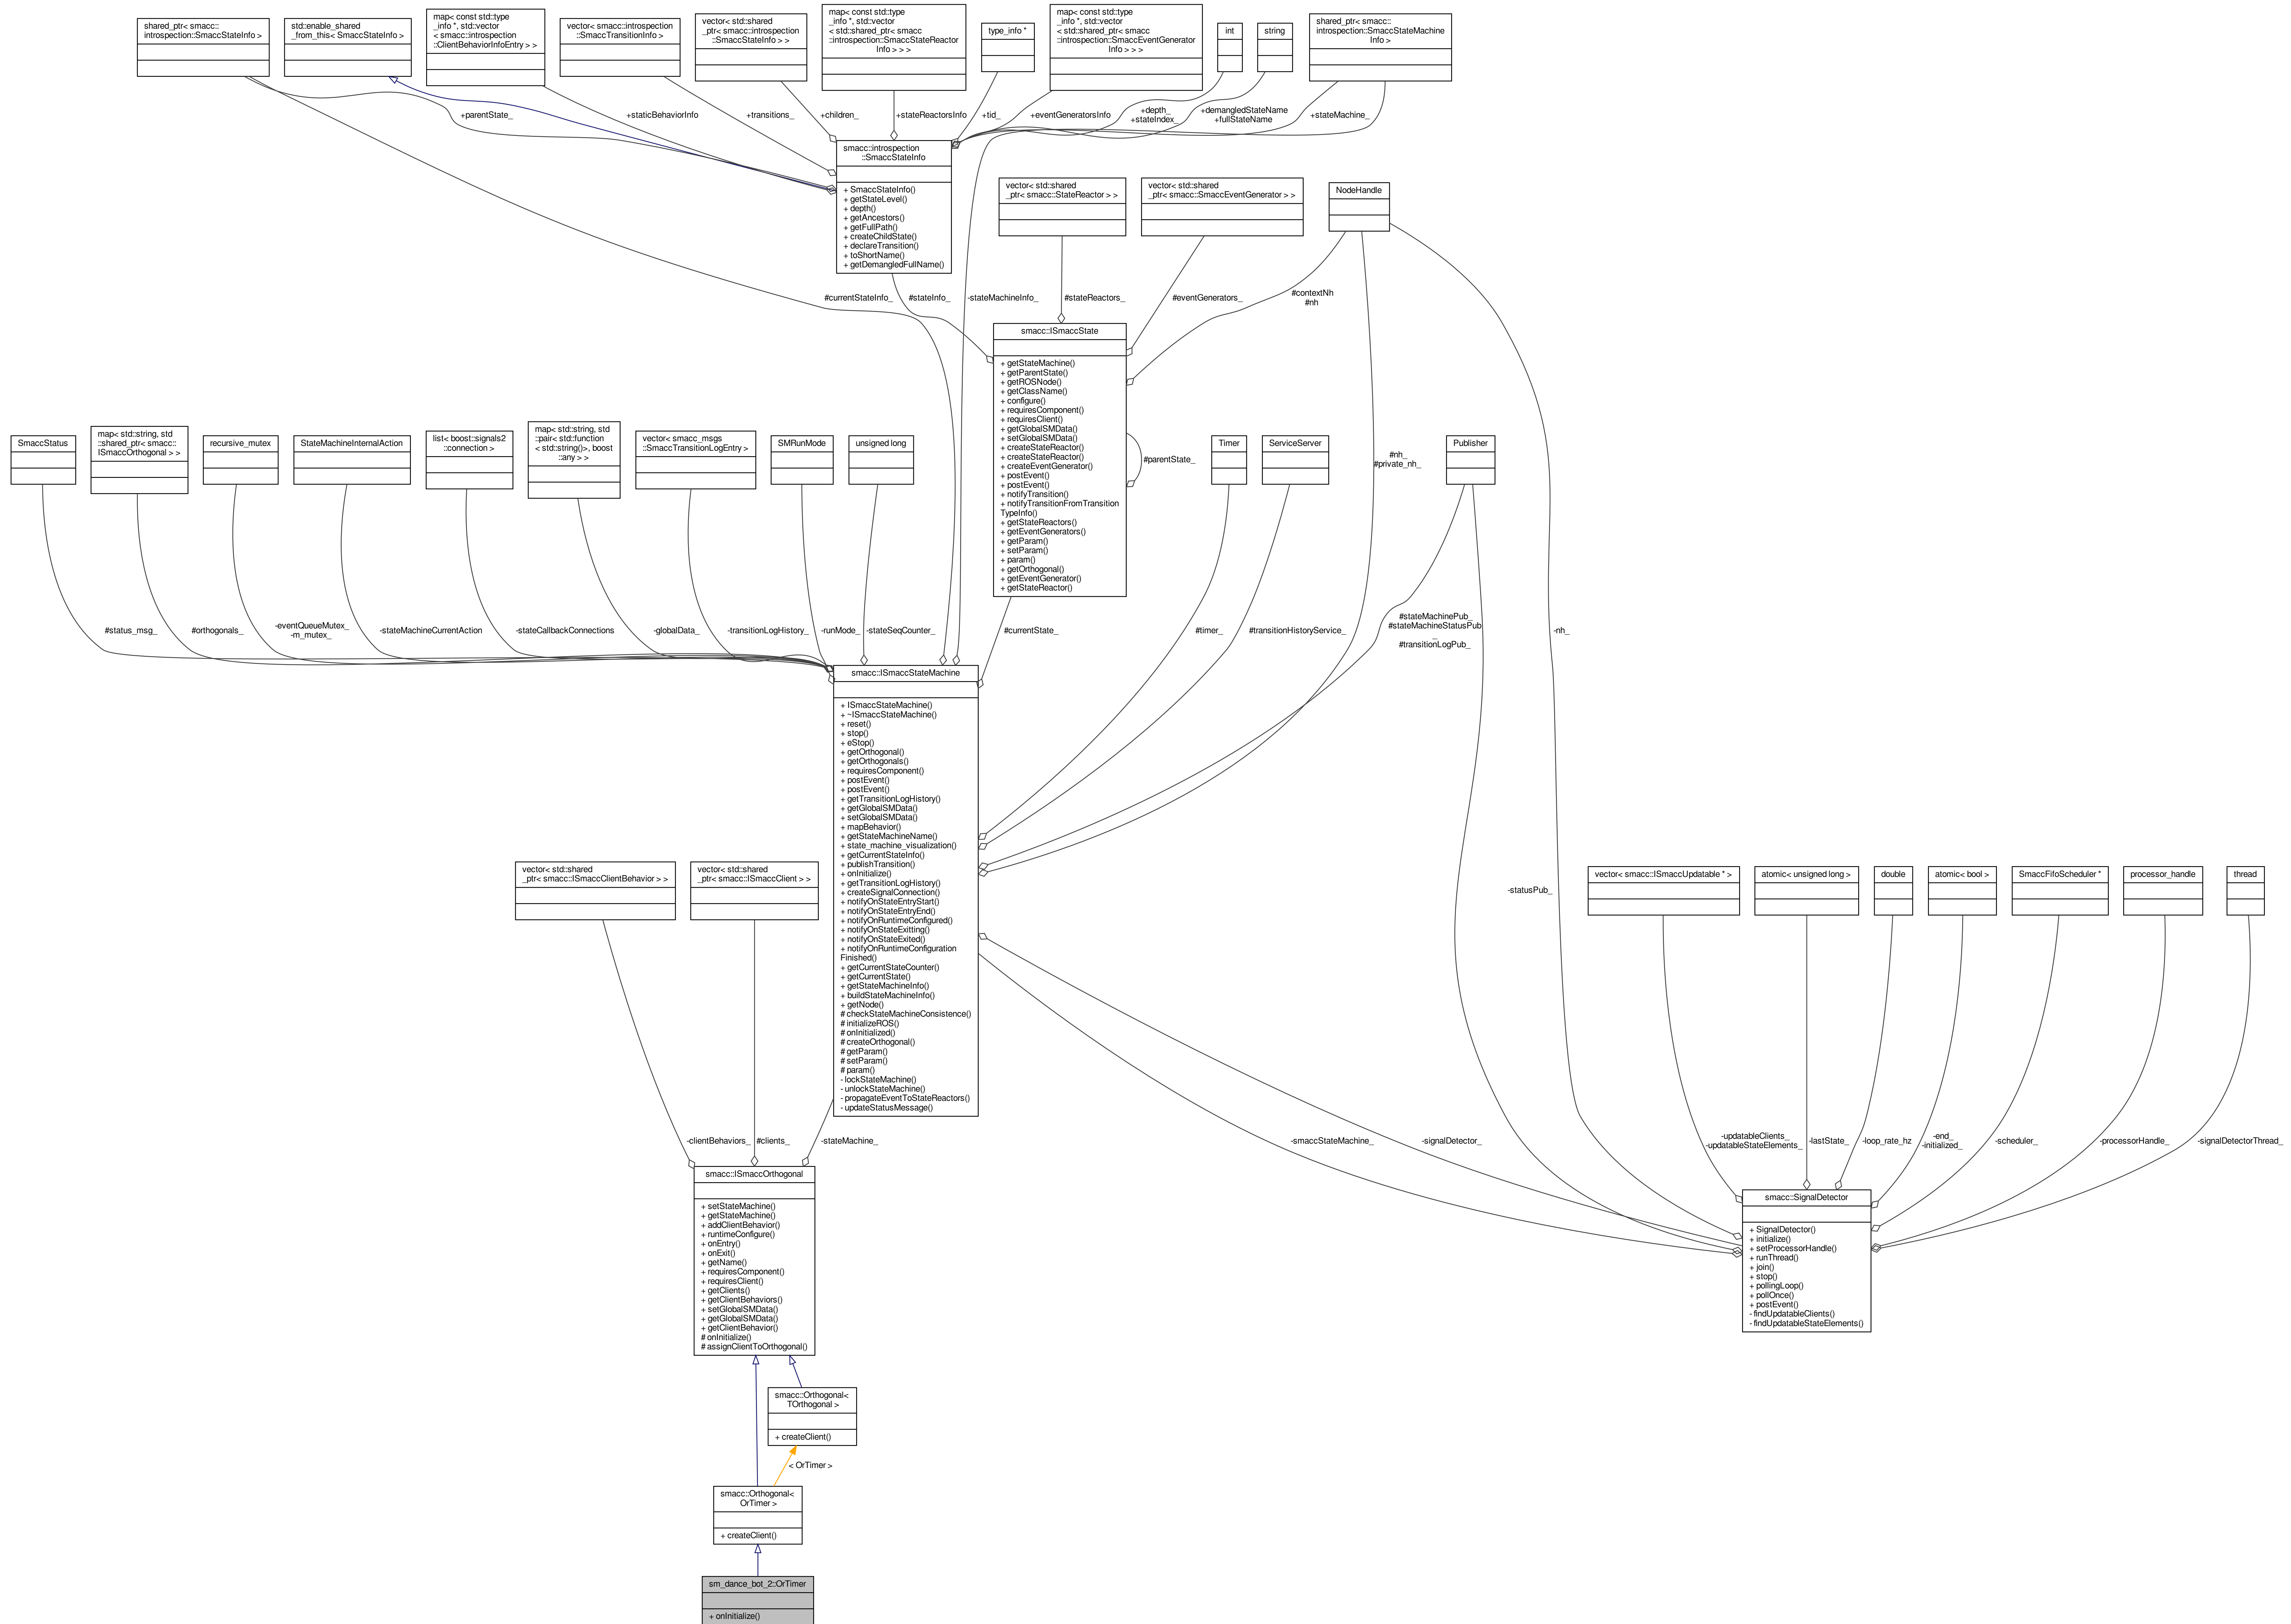 shared_ptr< smacc::
introspection::SmaccStateInfo >
std::enable_shared
_from_this< SmaccStateInfo >
map< const std::type
_info *, std::vector
< smacc::introspection
::ClientBehaviorInfoEntry > >
vector< smacc::introspection
::SmaccTransitionInfo >
vector< std::shared
_ptr< smacc::introspection
::SmaccStateInfo > >
map< const std::type
_info *, std::vector
< std::shared_ptr< smacc
::introspection::SmaccStateReactor
Info > > >
type_info *
map< const std::type
_info *, std::vector
< std::shared_ptr< smacc
::introspection::SmaccEventGenerator
Info > > >
int
string
shared_ptr< smacc::
introspection::SmaccStateMachine
Info >
+parentState_
+staticBehaviorInfo
+transitions_
+children_
+stateReactorsInfo
+tid_
+eventGeneratorsInfo
+depth_
+stateIndex_
+demangledStateName
+fullStateName
+stateMachine_
smacc::introspection
::SmaccStateInfo
+ SmaccStateInfo()
+ getStateLevel()
+ depth()
+ getAncestors()
+ getFullPath()
+ createChildState()
+ declareTransition()
+ toShortName()
+ getDemangledFullName()
vector< std::shared
_ptr< smacc::StateReactor > >
vector< std::shared
_ptr< smacc::SmaccEventGenerator > >
NodeHandle
#currentStateInfo_
#stateInfo_
-stateMachineInfo_
#stateReactors_
#eventGenerators_
#contextNh
#nh
smacc::ISmaccState
+ getStateMachine()
+ getParentState()
+ getROSNode()
+ getClassName()
+ configure()
+ requiresComponent()
+ requiresClient()
+ getGlobalSMData()
+ setGlobalSMData()
+ createStateReactor()
+ createStateReactor()
+ createEventGenerator()
+ postEvent()
+ postEvent()
+ notifyTransition()
+ notifyTransitionFromTransition
TypeInfo()
+ getStateReactors()
+ getEventGenerators()
+ getParam()
+ setParam()
+ param()
+ getOrthogonal()
+ getEventGenerator()
+ getStateReactor()
#parentState_
SmaccStatus
map< std::string, std
::shared_ptr< smacc::
ISmaccOrthogonal > >
recursive_mutex
StateMachineInternalAction
list< boost::signals2
::connection >
map< std::string, std
::pair< std::function
< std::string()>, boost
::any > >
vector< smacc_msgs
::SmaccTransitionLogEntry >
SMRunMode
unsigned long
Timer
ServiceServer
#nh_
#private_nh_
Publisher
#status_msg_
#orthogonals_
-eventQueueMutex_
-m_mutex_
-stateMachineCurrentAction
-stateCallbackConnections
-globalData_
-transitionLogHistory_
-runMode_
-stateSeqCounter_
#currentState_
#timer_
#transitionHistoryService_
#stateMachinePub_
#stateMachineStatusPub
_
#transitionLogPub_
-nh_
smacc::ISmaccStateMachine
+ ISmaccStateMachine()
+ ~ISmaccStateMachine()
+ reset()
+ stop()
+ eStop()
+ getOrthogonal()
+ getOrthogonals()
+ requiresComponent()
+ postEvent()
+ postEvent()
+ getTransitionLogHistory()
+ getGlobalSMData()
+ setGlobalSMData()
+ mapBehavior()
+ getStateMachineName()
+ state_machine_visualization()
+ getCurrentStateInfo()
+ publishTransition()
+ onInitialize()
+ getTransitionLogHistory()
+ createSignalConnection()
+ notifyOnStateEntryStart()
+ notifyOnStateEntryEnd()
+ notifyOnRuntimeConfigured()
+ notifyOnStateExitting()
+ notifyOnStateExited()
+ notifyOnRuntimeConfiguration
Finished()
+ getCurrentStateCounter()
+ getCurrentState()
+ getStateMachineInfo()
+ buildStateMachineInfo()
+ getNode()
# checkStateMachineConsistence()
# initializeROS()
# onInitialized()
# createOrthogonal()
# getParam()
# setParam()
# param()
- lockStateMachine()
- unlockStateMachine()
- propagateEventToStateReactors()
- updateStatusMessage()
vector< std::shared
_ptr< smacc::ISmaccClientBehavior > >
vector< std::shared
_ptr< smacc::ISmaccClient > >
-statusPub_
vector< smacc::ISmaccUpdatable * >
atomic< unsigned long >
double
atomic< bool >
SmaccFifoScheduler *
processor_handle
thread
-clientBehaviors_
#clients_
-stateMachine_
-smaccStateMachine_
-signalDetector_
-updatableClients_
-updatableStateElements_
-lastState_
-loop_rate_hz
-end_
-initialized_
-scheduler_
-processorHandle_
-signalDetectorThread_
smacc::ISmaccOrthogonal
+ setStateMachine()
+ getStateMachine()
+ addClientBehavior()
+ runtimeConfigure()
+ onEntry()
+ onExit()
+ getName()
+ requiresComponent()
+ requiresClient()
+ getClients()
+ getClientBehaviors()
+ setGlobalSMData()
+ getGlobalSMData()
+ getClientBehavior()
# onInitialize()
# assignClientToOrthogonal()
smacc::SignalDetector
+ SignalDetector()
+ initialize()
+ setProcessorHandle()
+ runThread()
+ join()
+ stop()
+ pollingLoop()
+ pollOnce()
+ postEvent()
- findUpdatableClients()
- findUpdatableStateElements()
smacc::Orthogonal<
TOrthogonal >
+ createClient()
< OrTimer >
smacc::Orthogonal<
OrTimer >
+ createClient()
sm_dance_bot_2::OrTimer
+ onInitialize()